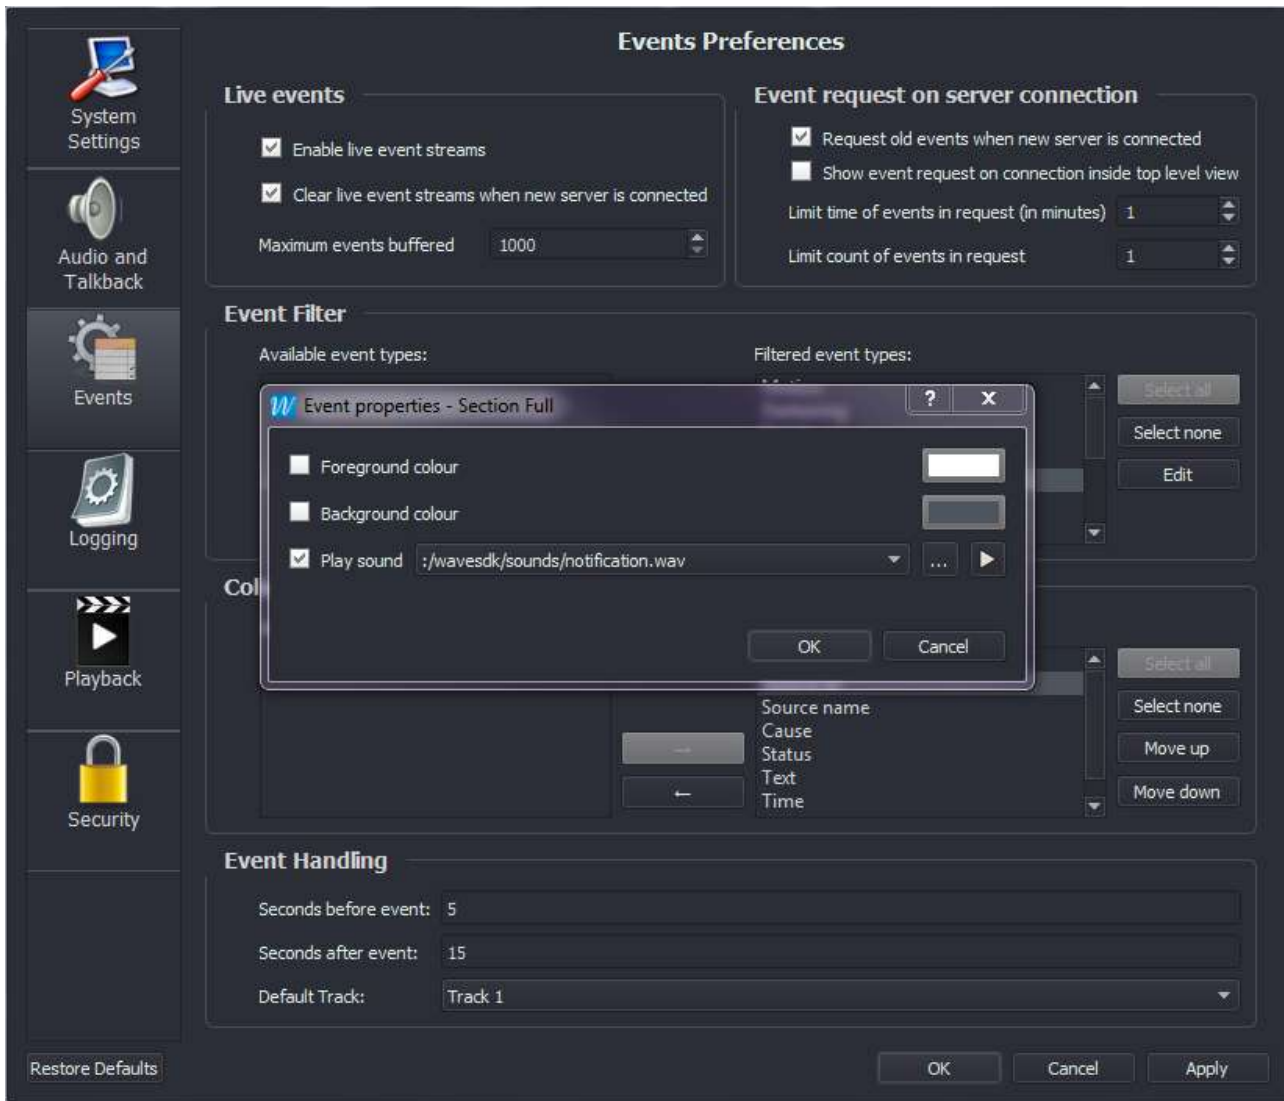 Events Preferences
System
Settings
Audio and
Talkback
Events
Logging
Playback
Security
Live events
Enable live event streams
Clear live event streams when new server is connected
Maximum events buffered 1000
Event request on server connection
Request old events when new server is connected
Show event request on connection inside top level view
Limit time of events in request (in minutes) 1
Limit count of events in request 1
Event Filter
Available event types:
Filtered event types:
Select all
Select none
Edit
Event properties - Section Full
? X
Foreground colour
Background colour
Play sound :/wavesdk/sounds/notification.wav ...
OK Cancel
Col
Source name
Cause
Status
Text
Time
Select all
Select none
Move up
Move down
→
←
Event Handling
Seconds before event: 5
Seconds after event: 15
Default Track: Track 1
Restore Defaults
OK Cancel Apply